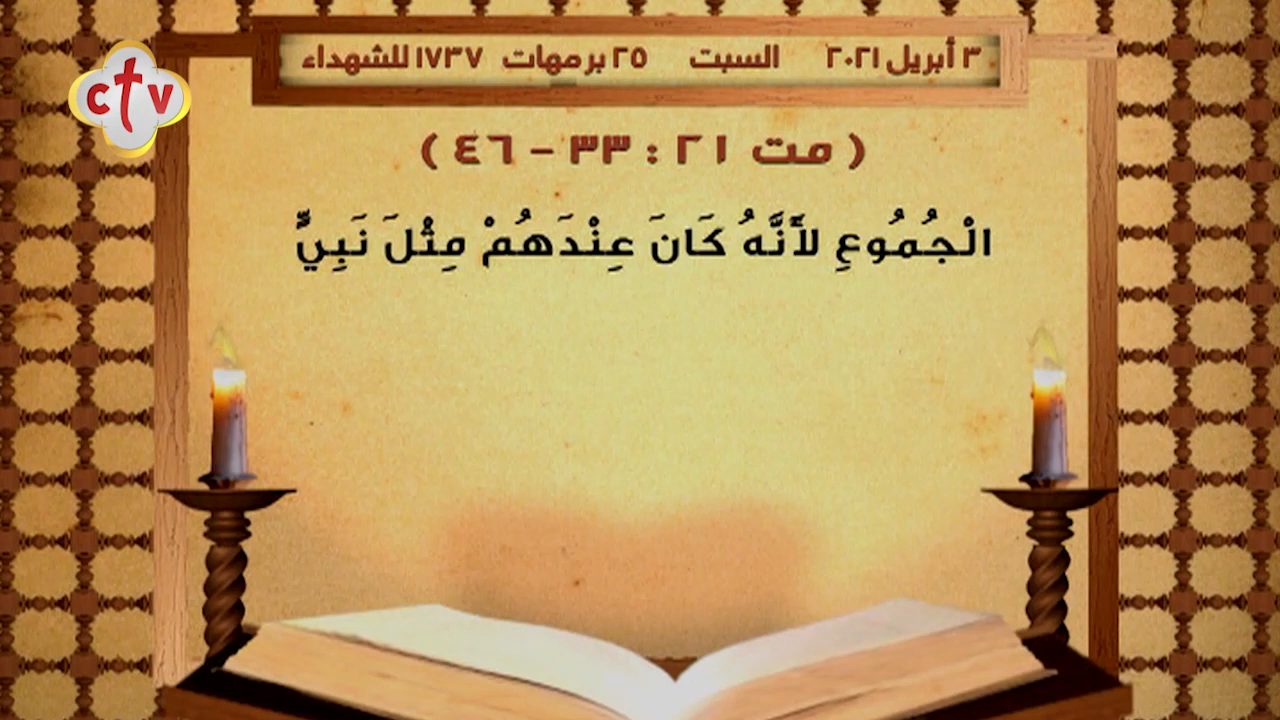 ctv
٣ أبريل ٢٠٢١ السبت ٢٥ برمهات ١٧٣٧ للشهداء
( مت ٢١ : ٣٣ - ٤٦ )
الْجُمُوعِ لأَنَّهُ كَانَ عِنْدَهُمْ مِثْلَ نَبِيٍّ